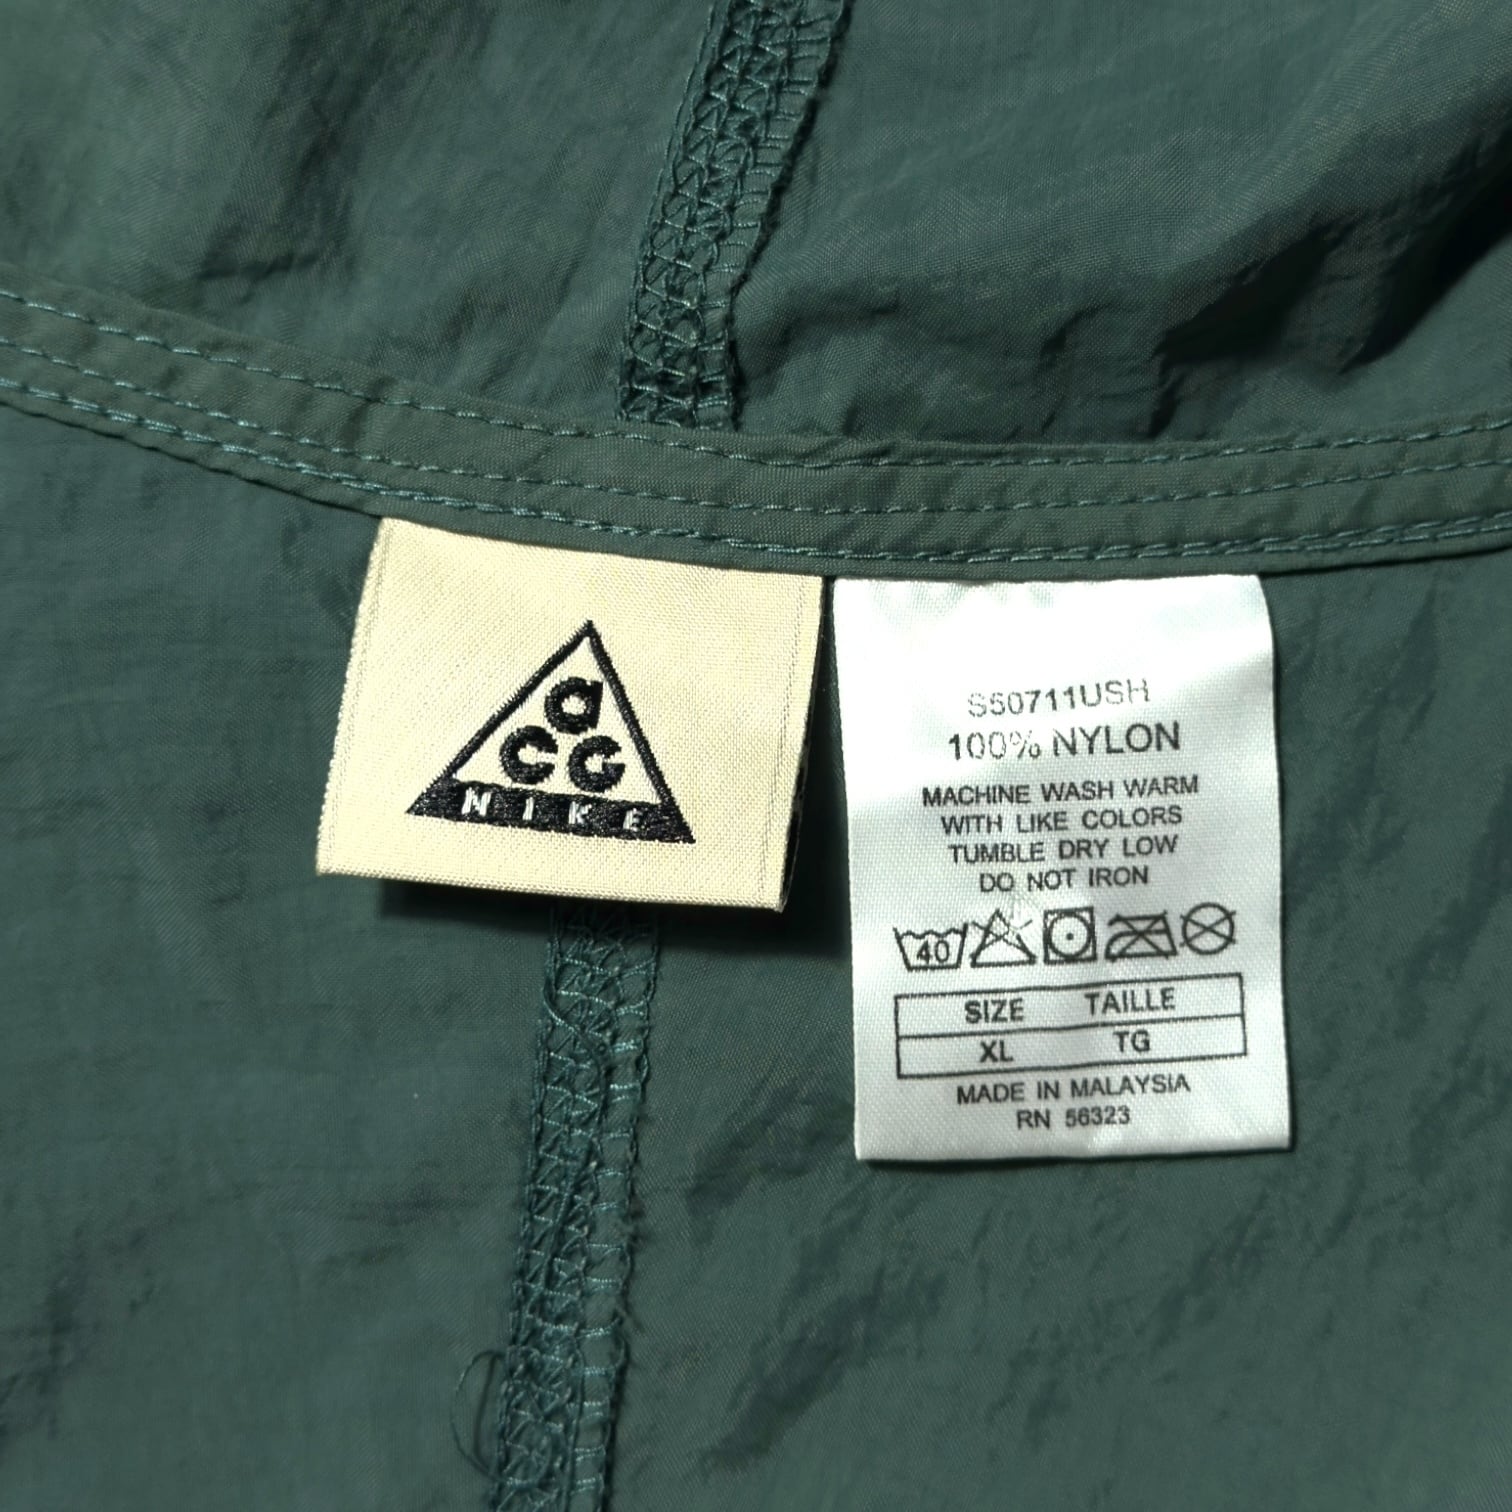 a
CG
NIKE
S50711USH
100% NYLON
MACHINE WASH WARM
WITH LIKE COLORS
TUMBLE DRY LOW
DO NOT IRON
40
SIZE TAILLE
XL TG
MADE IN MALAYSIA
RN 56323